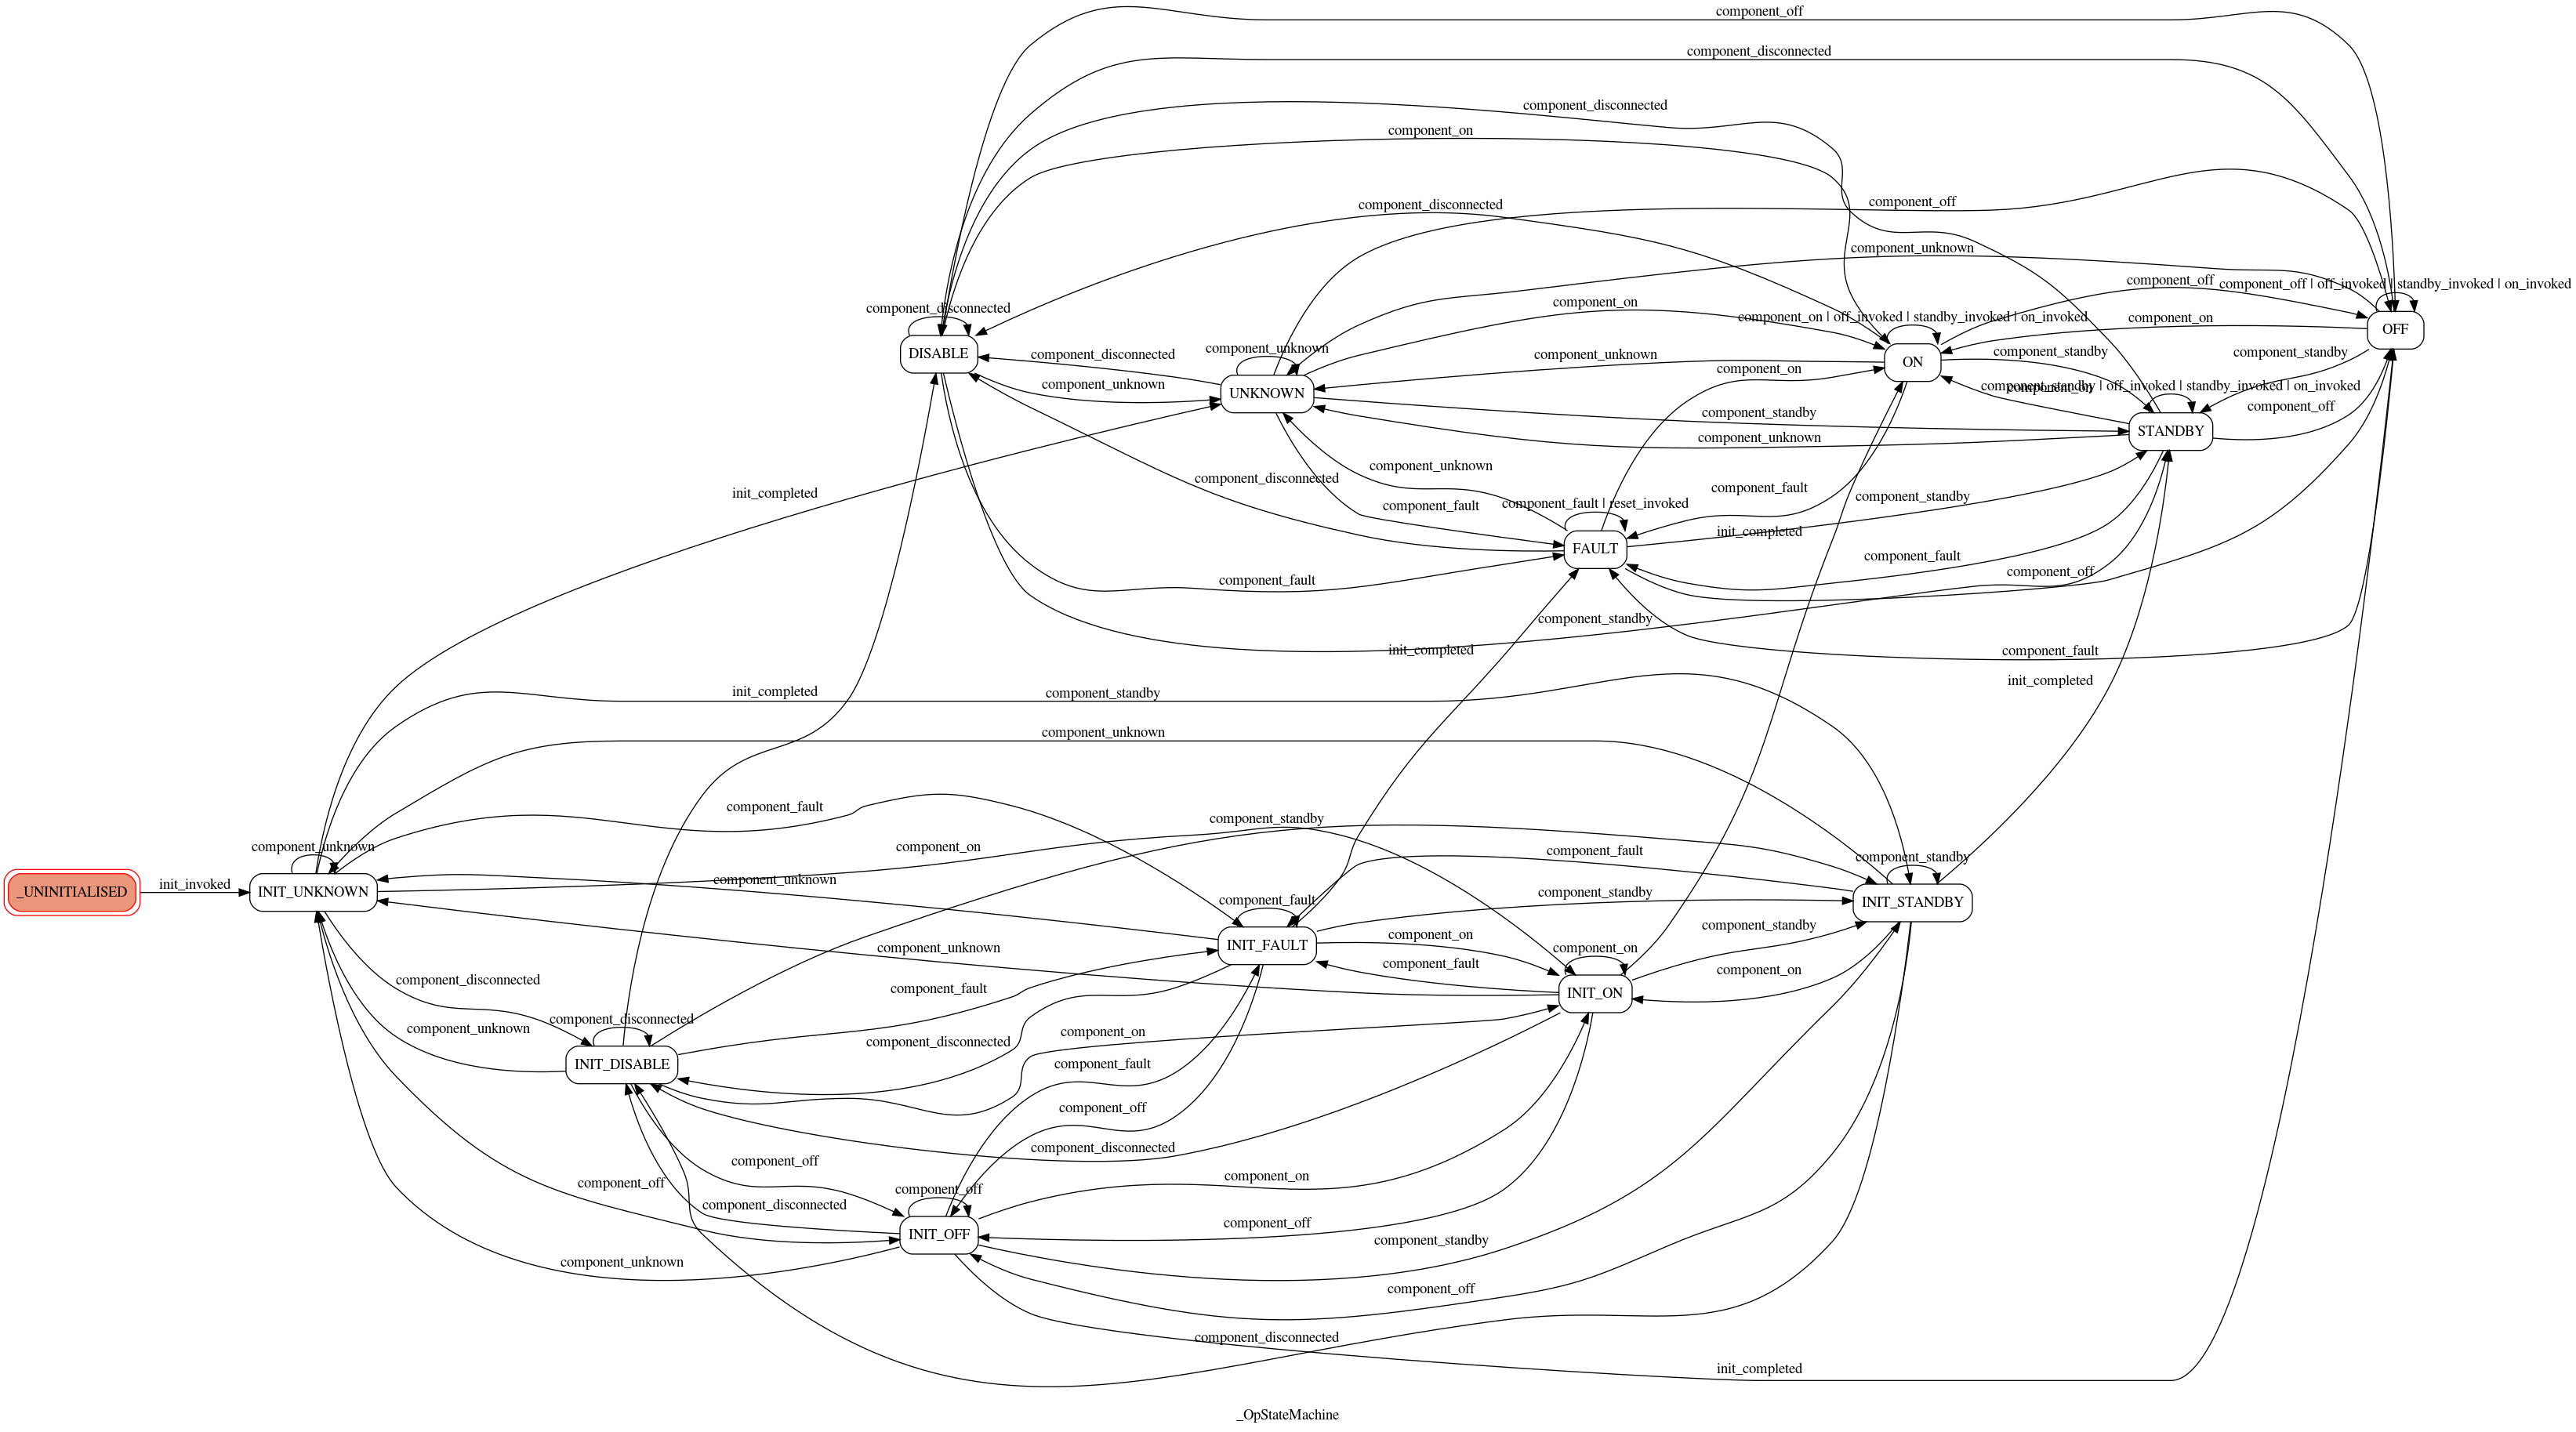 component_off
component_disconnected
component_disconnected
component_on
component_off
component_disconnected
component_unknown
component_off
component_off | off_invoked | standby_invoked | on_invoked
component_on
component_disconnected
component_on | off_invoked | standby_invoked | on_invoked
component_on
OFF
component_unknown
component_standby
component_standby
DISABLE
component_disconnected
component_unknown
ON
component_on
component_unknown
component_standby | off_invoked | standby_invoked | on_invoked
component_on
UNKNOWN
component_standby
component_off
component_unknown
STANDBY
component_unknown
component_disconnected
component_fault
init_completed
component_standby
component_fault
component_fault | reset_invoked
init_completed
FAULT
component_fault
component_off
component_fault
component_standby
init_completed
component_fault
init_completed
init_completed
component_standby
component_unknown
component_fault
component_standby
component_unknown
component_on
component_fault
component_standby
component_unknown
_UNINITIALISED
init_invoked
INIT_UNKNOWN
component_standby
INIT_STANDBY
component_fault
component_on
component_standby
INIT_FAULT
component_unknown
component_on
component_fault
component_on
component_disconnected
component_fault
INIT_ON
component_disconnected
component_unknown
component_on
component_disconnected
INIT_DISABLE
component_fault
component_off
component_disconnected
component_off
component_on
component_off
component_off
component_disconnected
component_off
INIT_OFF
component_standby
component_unknown
component_off
component_disconnected
init_completed
_OpStateMachine